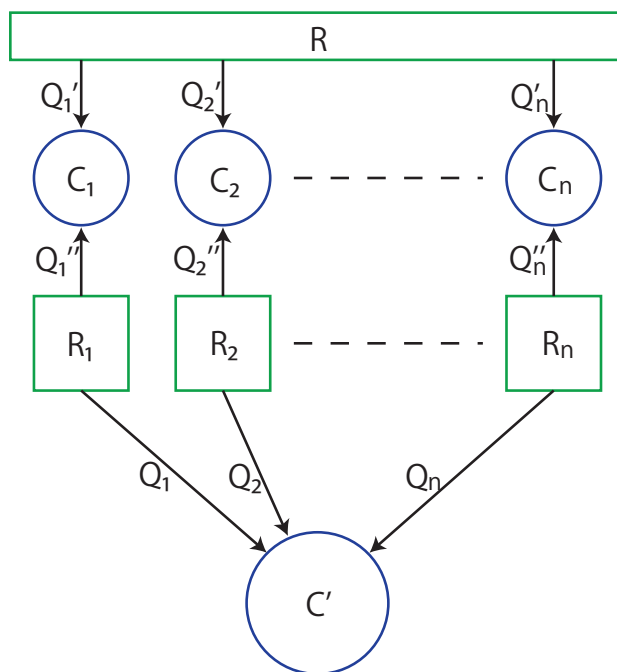 R
Q₁' Q₂' Q'ₙ
C₁ C₂ Cₙ
Q₁'' Q₂'' Q''ₙ
R₁ R₂ Rₙ
Q₁ Q₂ Qₙ
C'